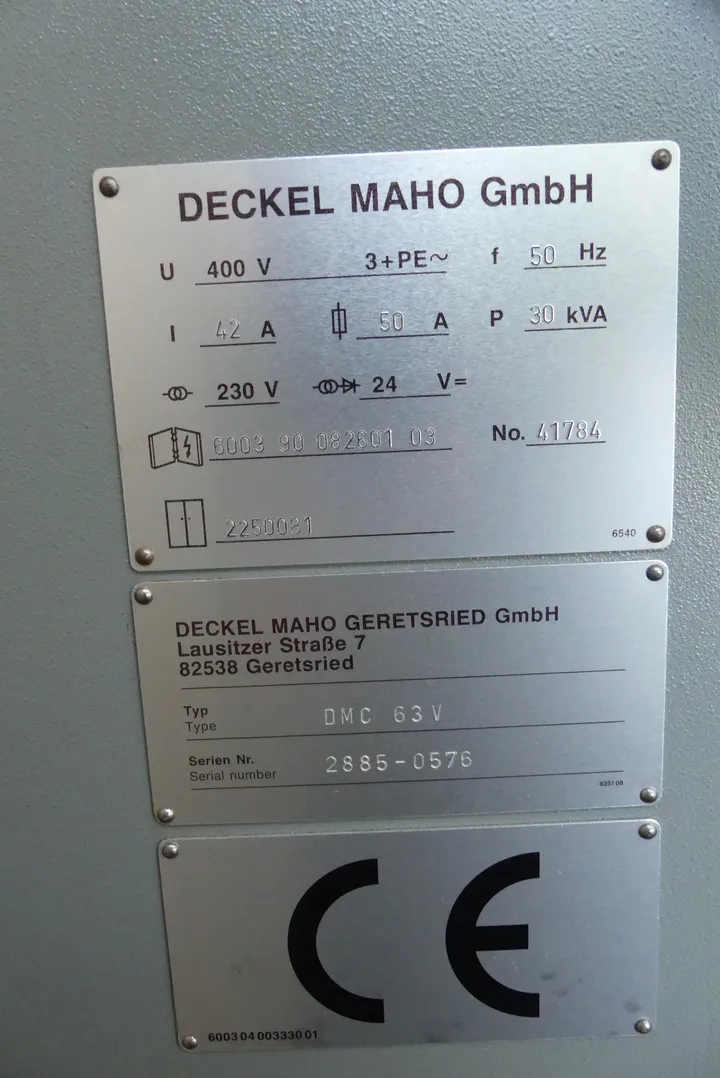 DECKEL MAHO GmbH
U 400 V 3+PE~ f 50 Hz
I 42 A 50 A P 30 kVA
230 V 24 V=
6003 90 082601 03 No. 41784
2250081
6540
DECKEL MAHO GERETSRIED GmbH
Lausitzer Straße 7
82538 Geretsried
Typ
Type DMC 63V
Serien Nr.
Serial number 2885-0576
635108
CE
6003 04 003330 01